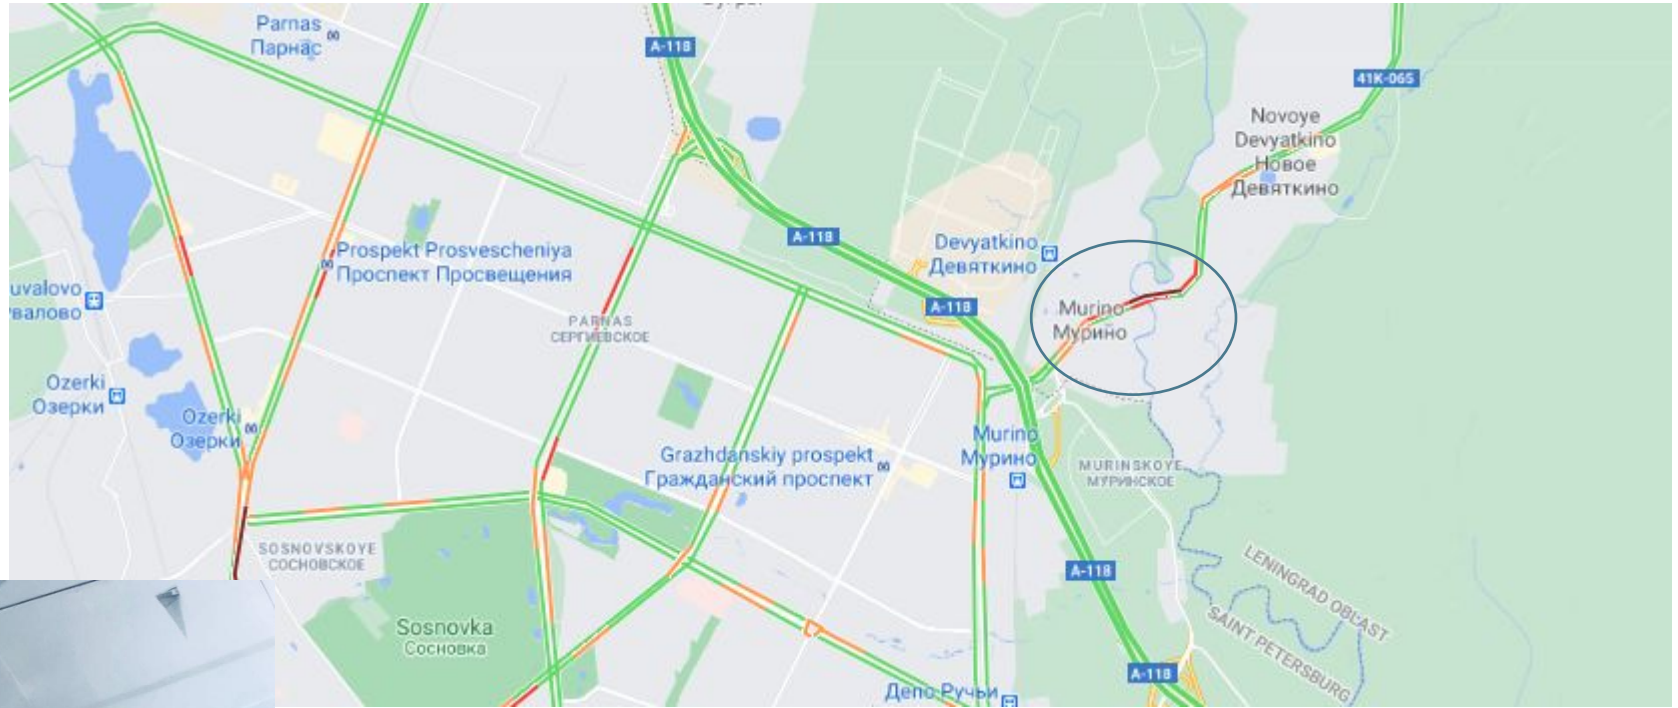 Parnas
Парнас
A-118
41K-065
Novoye
Devyatkino
Новое
Девяткино
Prospekt Prosvescheniya
Проспект Просвещения
A-118
Devyatkino
Девяткино
uvalovo
увалово
A-118
Murino
Мурино
PARNAS
СЕРГИЕВСКОЕ
Ozerki
Озерки
Ozerki
Озерки
Grazhdanskiy prospekt
Гражданский проспект
Murino
Мурино
MURINSKOYE
МУРИНСКОЕ
SOSNOVSKOYE
СОСНОВСКОЕ
A-118
LENINGRAD OBLAST
SAINT PETERSBURG
Sosnovka
Сосновка
A-118
Депо Ручьи